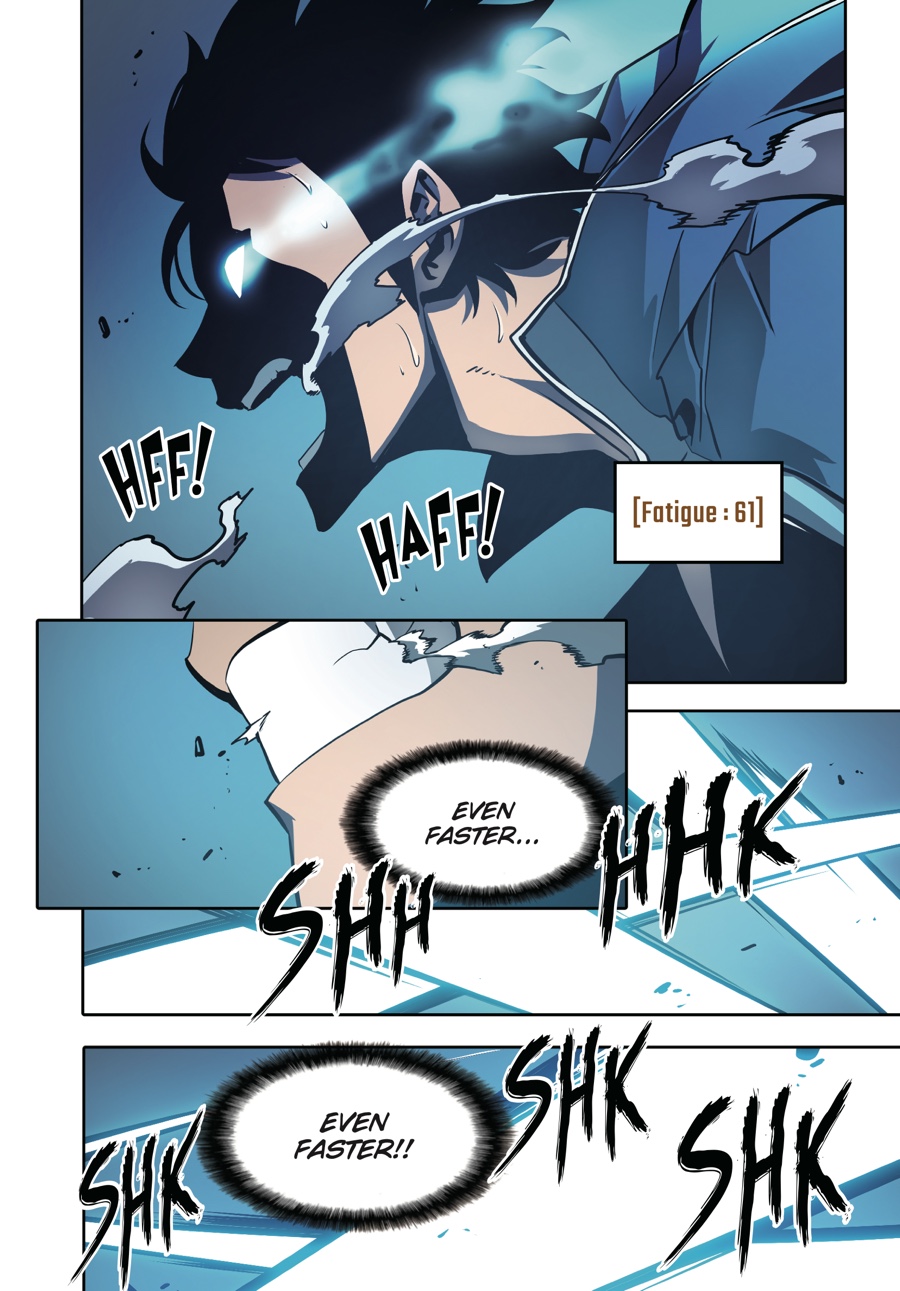 HFF!
HAFF!
[Fatigue : 61]
EVEN
FASTER...
SHH
HHK
EVEN
FASTER!!
SHK
SHK
SHK